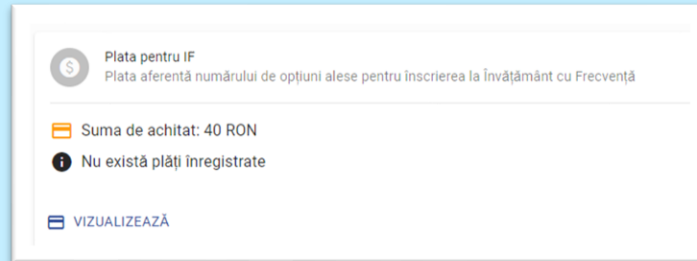 Plata pentru IF
Plata aferentă numărului de opțiuni alese pentru înscrierea la Învățământ cu Frecvență
Suma de achitat: 40 RON
Nu există plăți înregistrate
VIZUALIZEAZĂ